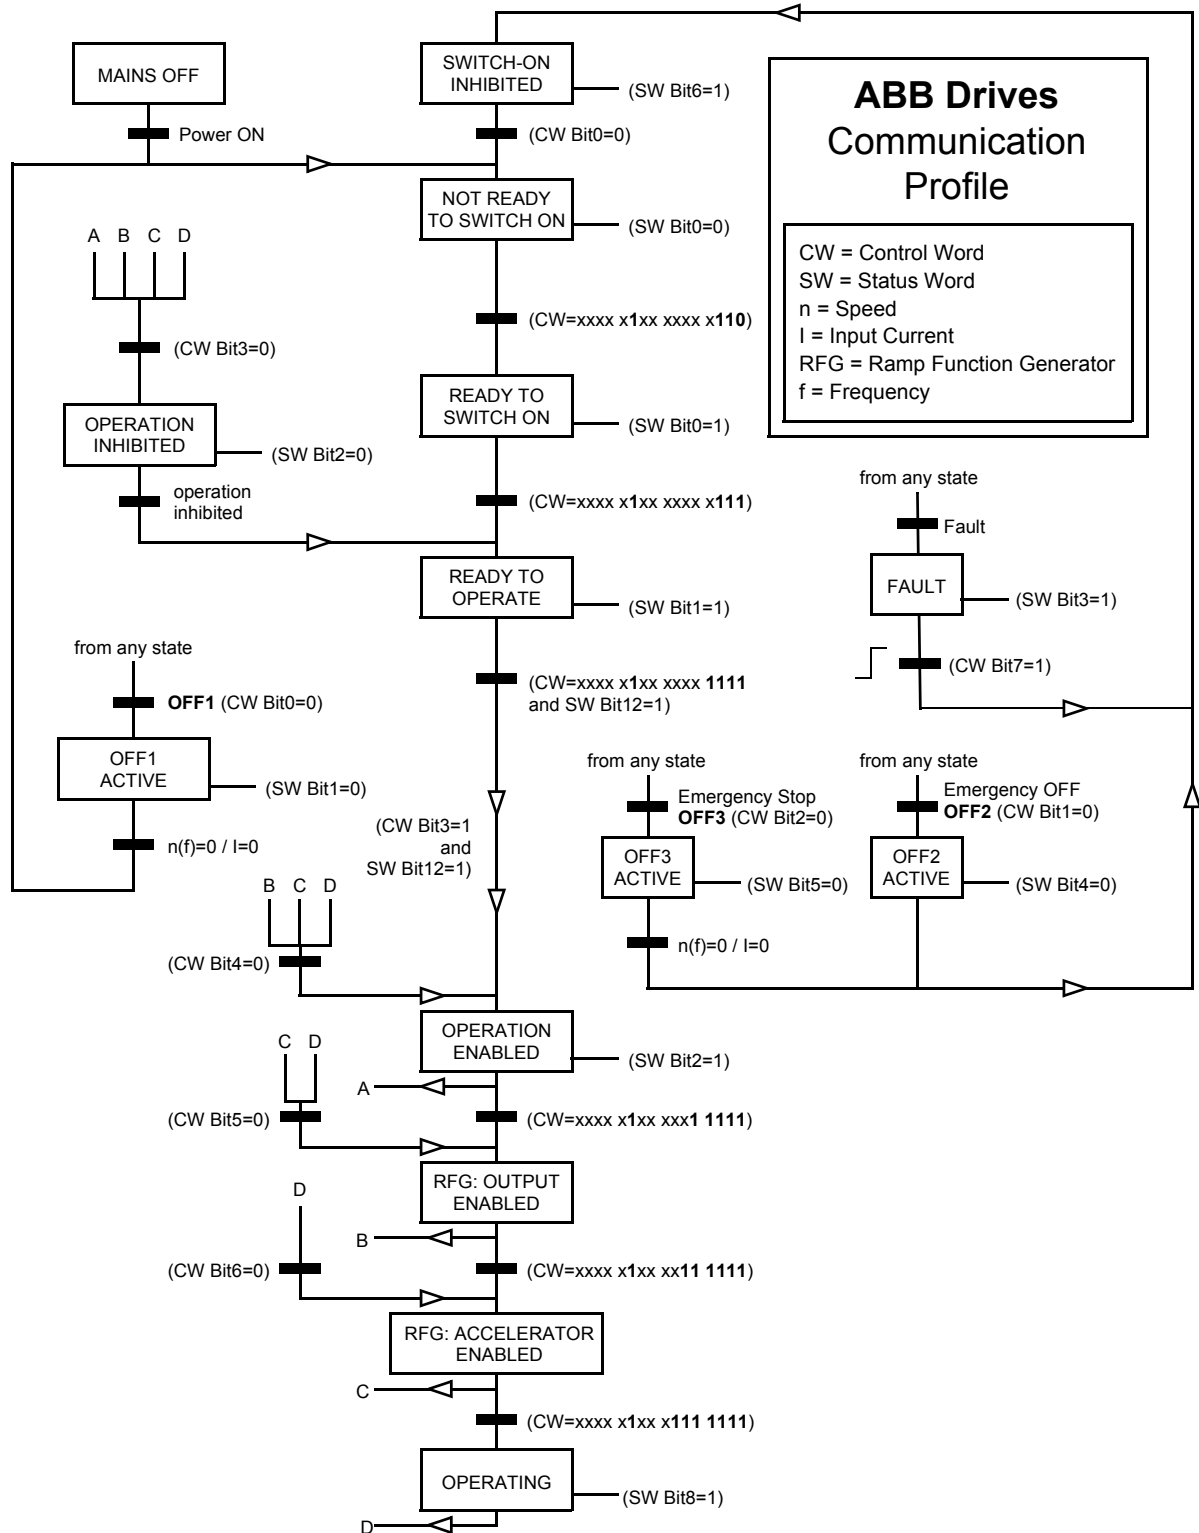 MAINS OFF
Power ON
SWITCH-ON
INHIBITED
(SW Bit6=1)
(CW Bit0=0)
ABB Drives
Communication
Profile
CW = Control Word
SW = Status Word
n = Speed
I = Input Current
RFG = Ramp Function Generator
f = Frequency
NOT READY
TO SWITCH ON
(SW Bit0=0)
A B C D
(CW Bit3=0)
(CW=xxxx x1xx xxxx x110)
OPERATION
INHIBITED
(SW Bit2=0)
operation
inhibited
READY TO
SWITCH ON
(SW Bit0=1)
(CW=xxxx x1xx xxxx x111)
from any state
Fault
FAULT
(SW Bit3=1)
(CW Bit7=1)
READY TO
OPERATE
(SW Bit1=1)
(CW=xxxx x1xx xxxx 1111
and SW Bit12=1)
from any state
OFF1 (CW Bit0=0)
OFF1
ACTIVE
(SW Bit1=0)
n(f)=0 / I=0
(CW Bit3=1
and
SW Bit12=1)
from any state
Emergency Stop
OFF3 (CW Bit2=0)
OFF3
ACTIVE
(SW Bit5=0)
n(f)=0 / I=0
from any state
Emergency OFF
OFF2 (CW Bit1=0)
OFF2
ACTIVE
(SW Bit4=0)
B C D
(CW Bit4=0)
OPERATION
ENABLED
(SW Bit2=1)
A
C D
(CW Bit5=0)
(CW=xxxx x1xx xxx1 1111)
RFG: OUTPUT
ENABLED
B
D
(CW Bit6=0)
(CW=xxxx x1xx xx11 1111)
RFG: ACCELERATOR
ENABLED
C
(CW=xxxx x1xx x111 1111)
OPERATING
(SW Bit8=1)
D